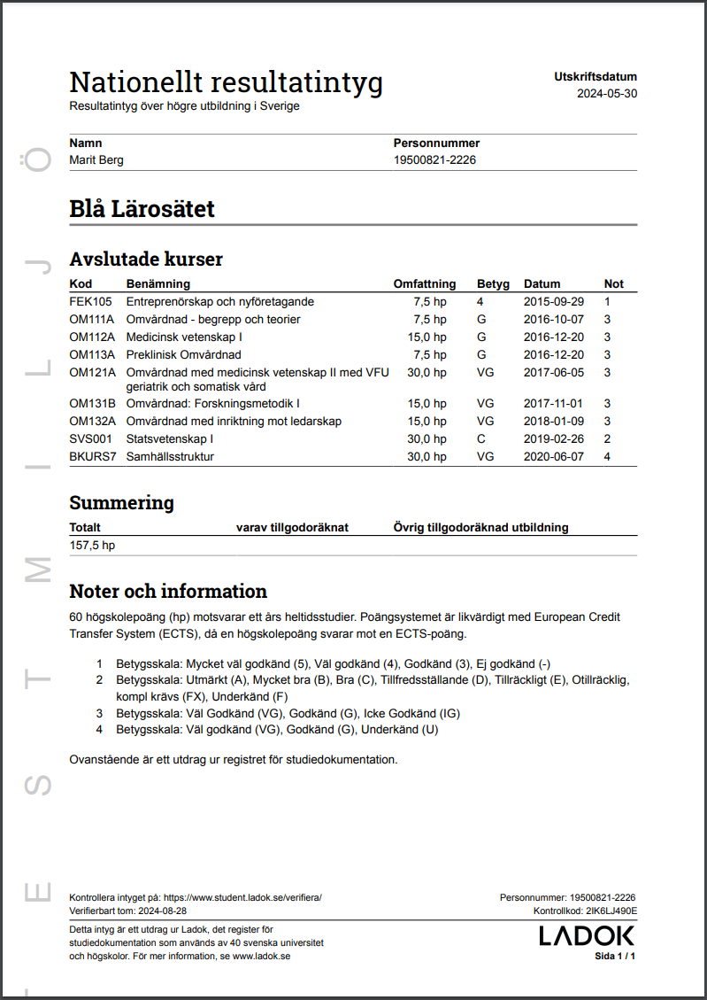 Nationellt resultatintyg
Resultatintyg över högre utbildning i Sverige
Utskriftsdatum
2024-05-30
Namn Personnummer
Marit Berg 19500821-2226
Blå Lärosätet
Avslutade kurser
Kod Benämning Omfattning Betyg Datum Not
FEK105 Entreprenörskap och nyföretagande 7,5 hp 4 2015-09-29 1
OM111A Omvårdnad - begrepp och teorier 7,5 hp G 2016-10-07 3
OM112A Medicinsk vetenskap I 15,0 hp G 2016-12-20 3
OM113A Preklinisk Omvårdnad 7,5 hp G 2016-12-20 3
OM121A Omvårdnad med medicinsk vetenskap II med VFU 30,0 hp VG 2017-06-05 3
geriatrik och somatisk vård
OM131B Omvårdnad: Forskningsmetodik I 15,0 hp VG 2017-11-01 3
OM132A Omvårdnad med inriktning mot ledarskap 15,0 hp VG 2018-01-09 3
SVS001 Statsvetenskap I 30,0 hp C 2019-02-26 2
BKURS7 Samhällsstruktur 30,0 hp VG 2020-06-07 4
Summering
Totalt varav tillgodoräknat Övrig tillgodoräknad utbildning
157,5 hp
Noter och information
60 högskolepoäng (hp) motsvarar ett års heltidsstudier. Poängsystemet är likvärdigt med European Credit
Transfer System (ECTS), då en högskolepoäng svarar mot en ECTS-poäng.
1 Betygsskala: Mycket väl godkänd (5), Väl godkänd (4), Godkänd (3), Ej godkänd (-)
2 Betygsskala: Utmärkt (A), Mycket bra (B), Bra (C), Tillfredsställande (D), Tillräckligt (E), Otillräcklig,
kompl krävs (FX), Underkänd (F)
3 Betygsskala: Väl Godkänd (VG), Godkänd (G), Icke Godkänd (IG)
4 Betygsskala: Väl godkänd (VG), Godkänd (G), Underkänd (U)
Ovanstående är ett utdrag ur registret för studiedokumentation.
Kontrollera intyget på: https://www.student.ladok.se/verifiera/
Verifierbart tom: 2024-08-28
Personnummer: 19500821-2226
Kontrollkod: 2IK6LJ490E
Detta intyg är ett utdrag ur Ladok, det register för
studiedokumentation som används av 40 svenska universitet
och högskolor. För mer information, se www.ladok.se
LADOK
Sida 1 / 1
T E S T M I L J Ö